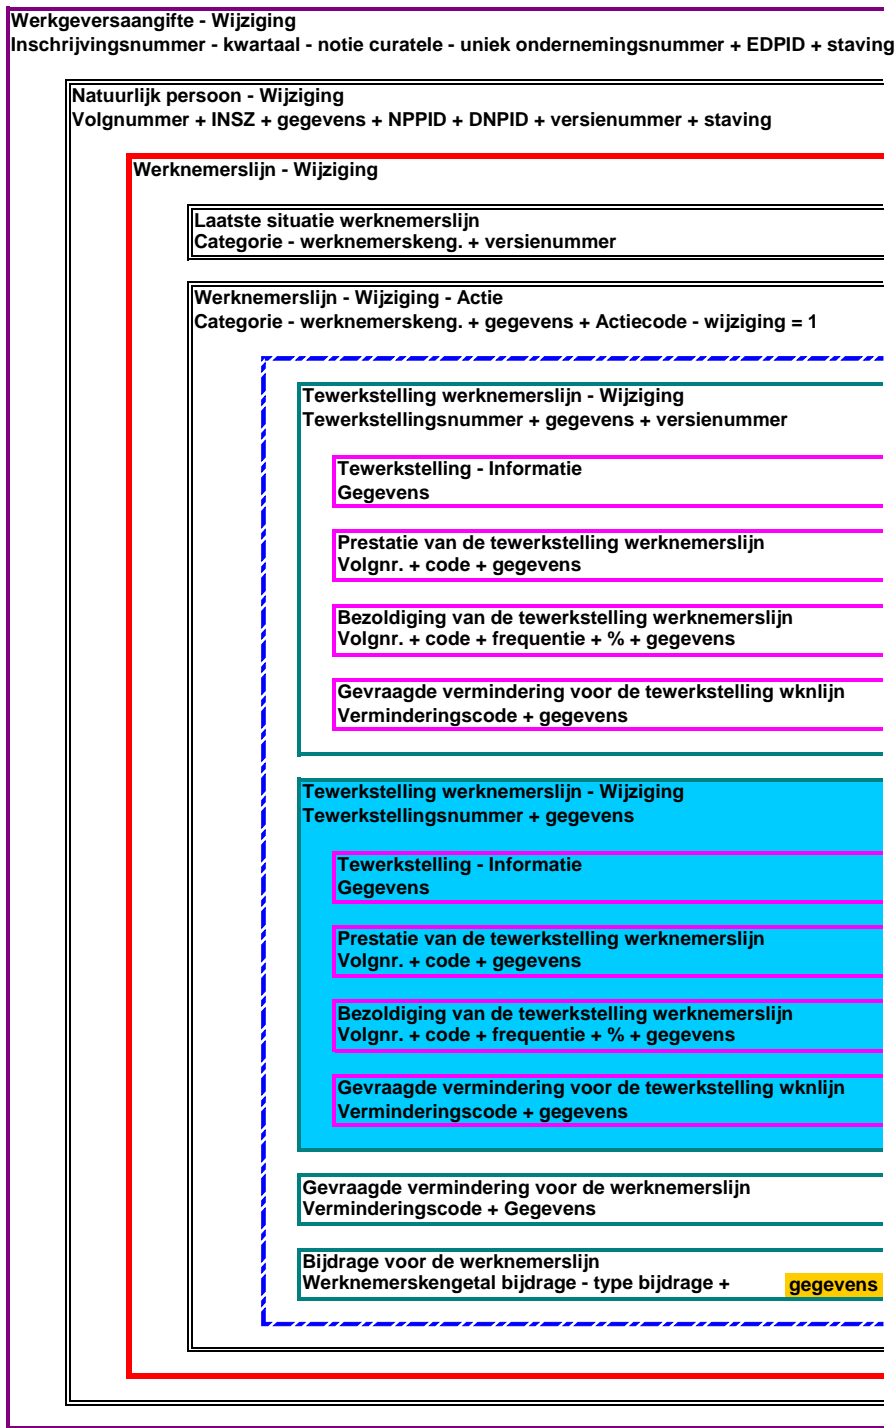 Werkgeversaangifte - Wijziging
Inschrijvingsnummer - kwartaal - notie curatele - uniek ondernemingsnummer + EDPID + staving
Natuurlijk persoon - Wijziging
Volgnummer + INSZ + gegevens + NPPID + DNPID + versienummer + staving
Werknemerslijn - Wijziging
Laatste situatie werknemerslijn
Categorie - werknemerskeng. + versienummer
Werknemerslijn - Wijziging - Actie
Categorie - werknemerskeng. + gegevens + Actiecode - wijziging = 1
Tewerkstelling werknemerslijn - Wijziging
Tewerkstellingsnummer + gegevens + versienummer
Tewerkstelling - Informatie
Gegevens
Prestatie van de tewerkstelling werknemerslijn
Volgnr. + code + gegevens
Bezoldiging van de tewerkstelling werknemerslijn
Volgnr. + code + frequentie + % + gegevens
Gevraagde vermindering voor de tewerkstelling wknlijn
Verminderingscode + gegevens
Tewerkstelling werknemerslijn - Wijziging
Tewerkstellingsnummer + gegevens
Tewerkstelling - Informatie
Gegevens
Prestatie van de tewerkstelling werknemerslijn
Volgnr. + code + gegevens
Bezoldiging van de tewerkstelling werknemerslijn
Volgnr. + code + frequentie + % + gegevens
Gevraagde vermindering voor de tewerkstelling wknlijn
Verminderingscode + gegevens
Gevraagde vermindering voor de werknemerslijn
Verminderingscode + Gegevens
Bijdrage voor de werknemerslijn
Werknemerskengetal bijdrage - type bijdrage + gegevens